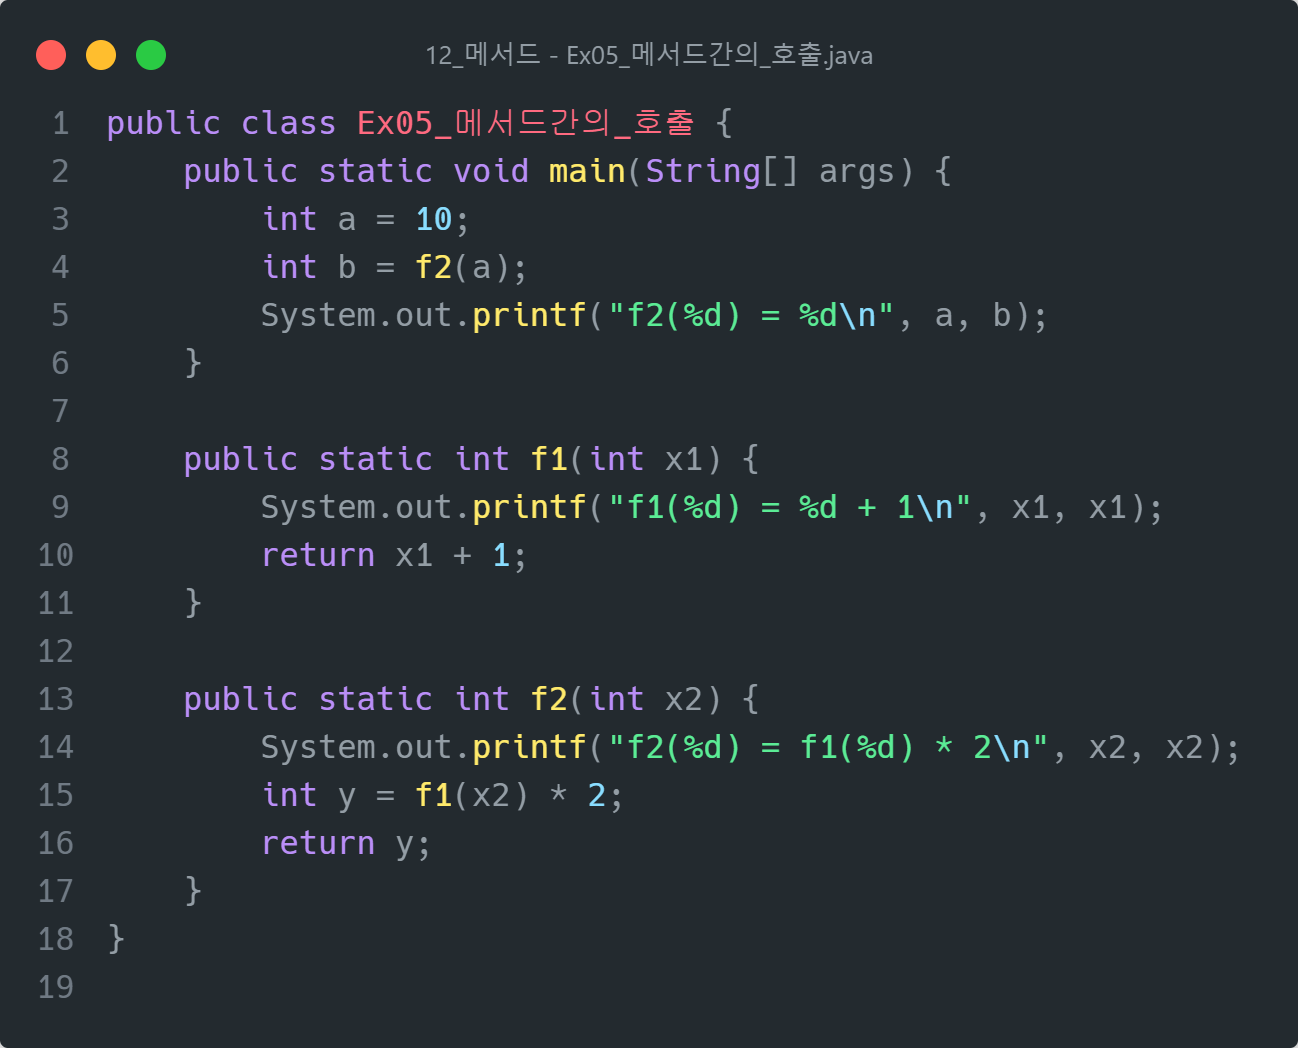 12_메서드 - Ex05_메서드간의_호출.java
1 public class Ex05_메서드간의_호출 {
2     public static void main(String[] args) {
3         int a = 10;
4         int b = f2(a);
5         System.out.printf("f2(%d) = %d\n", a, b);
6     }
7
8     public static int f1(int x1) {
9         System.out.printf("f1(%d) = %d + 1\n", x1, x1);
10         return x1 + 1;
11     }
12
13     public static int f2(int x2) {
14         System.out.printf("f2(%d) = f1(%d) * 2\n", x2, x2);
15         int y = f1(x2) * 2;
16         return y;
17     }
18 }
19